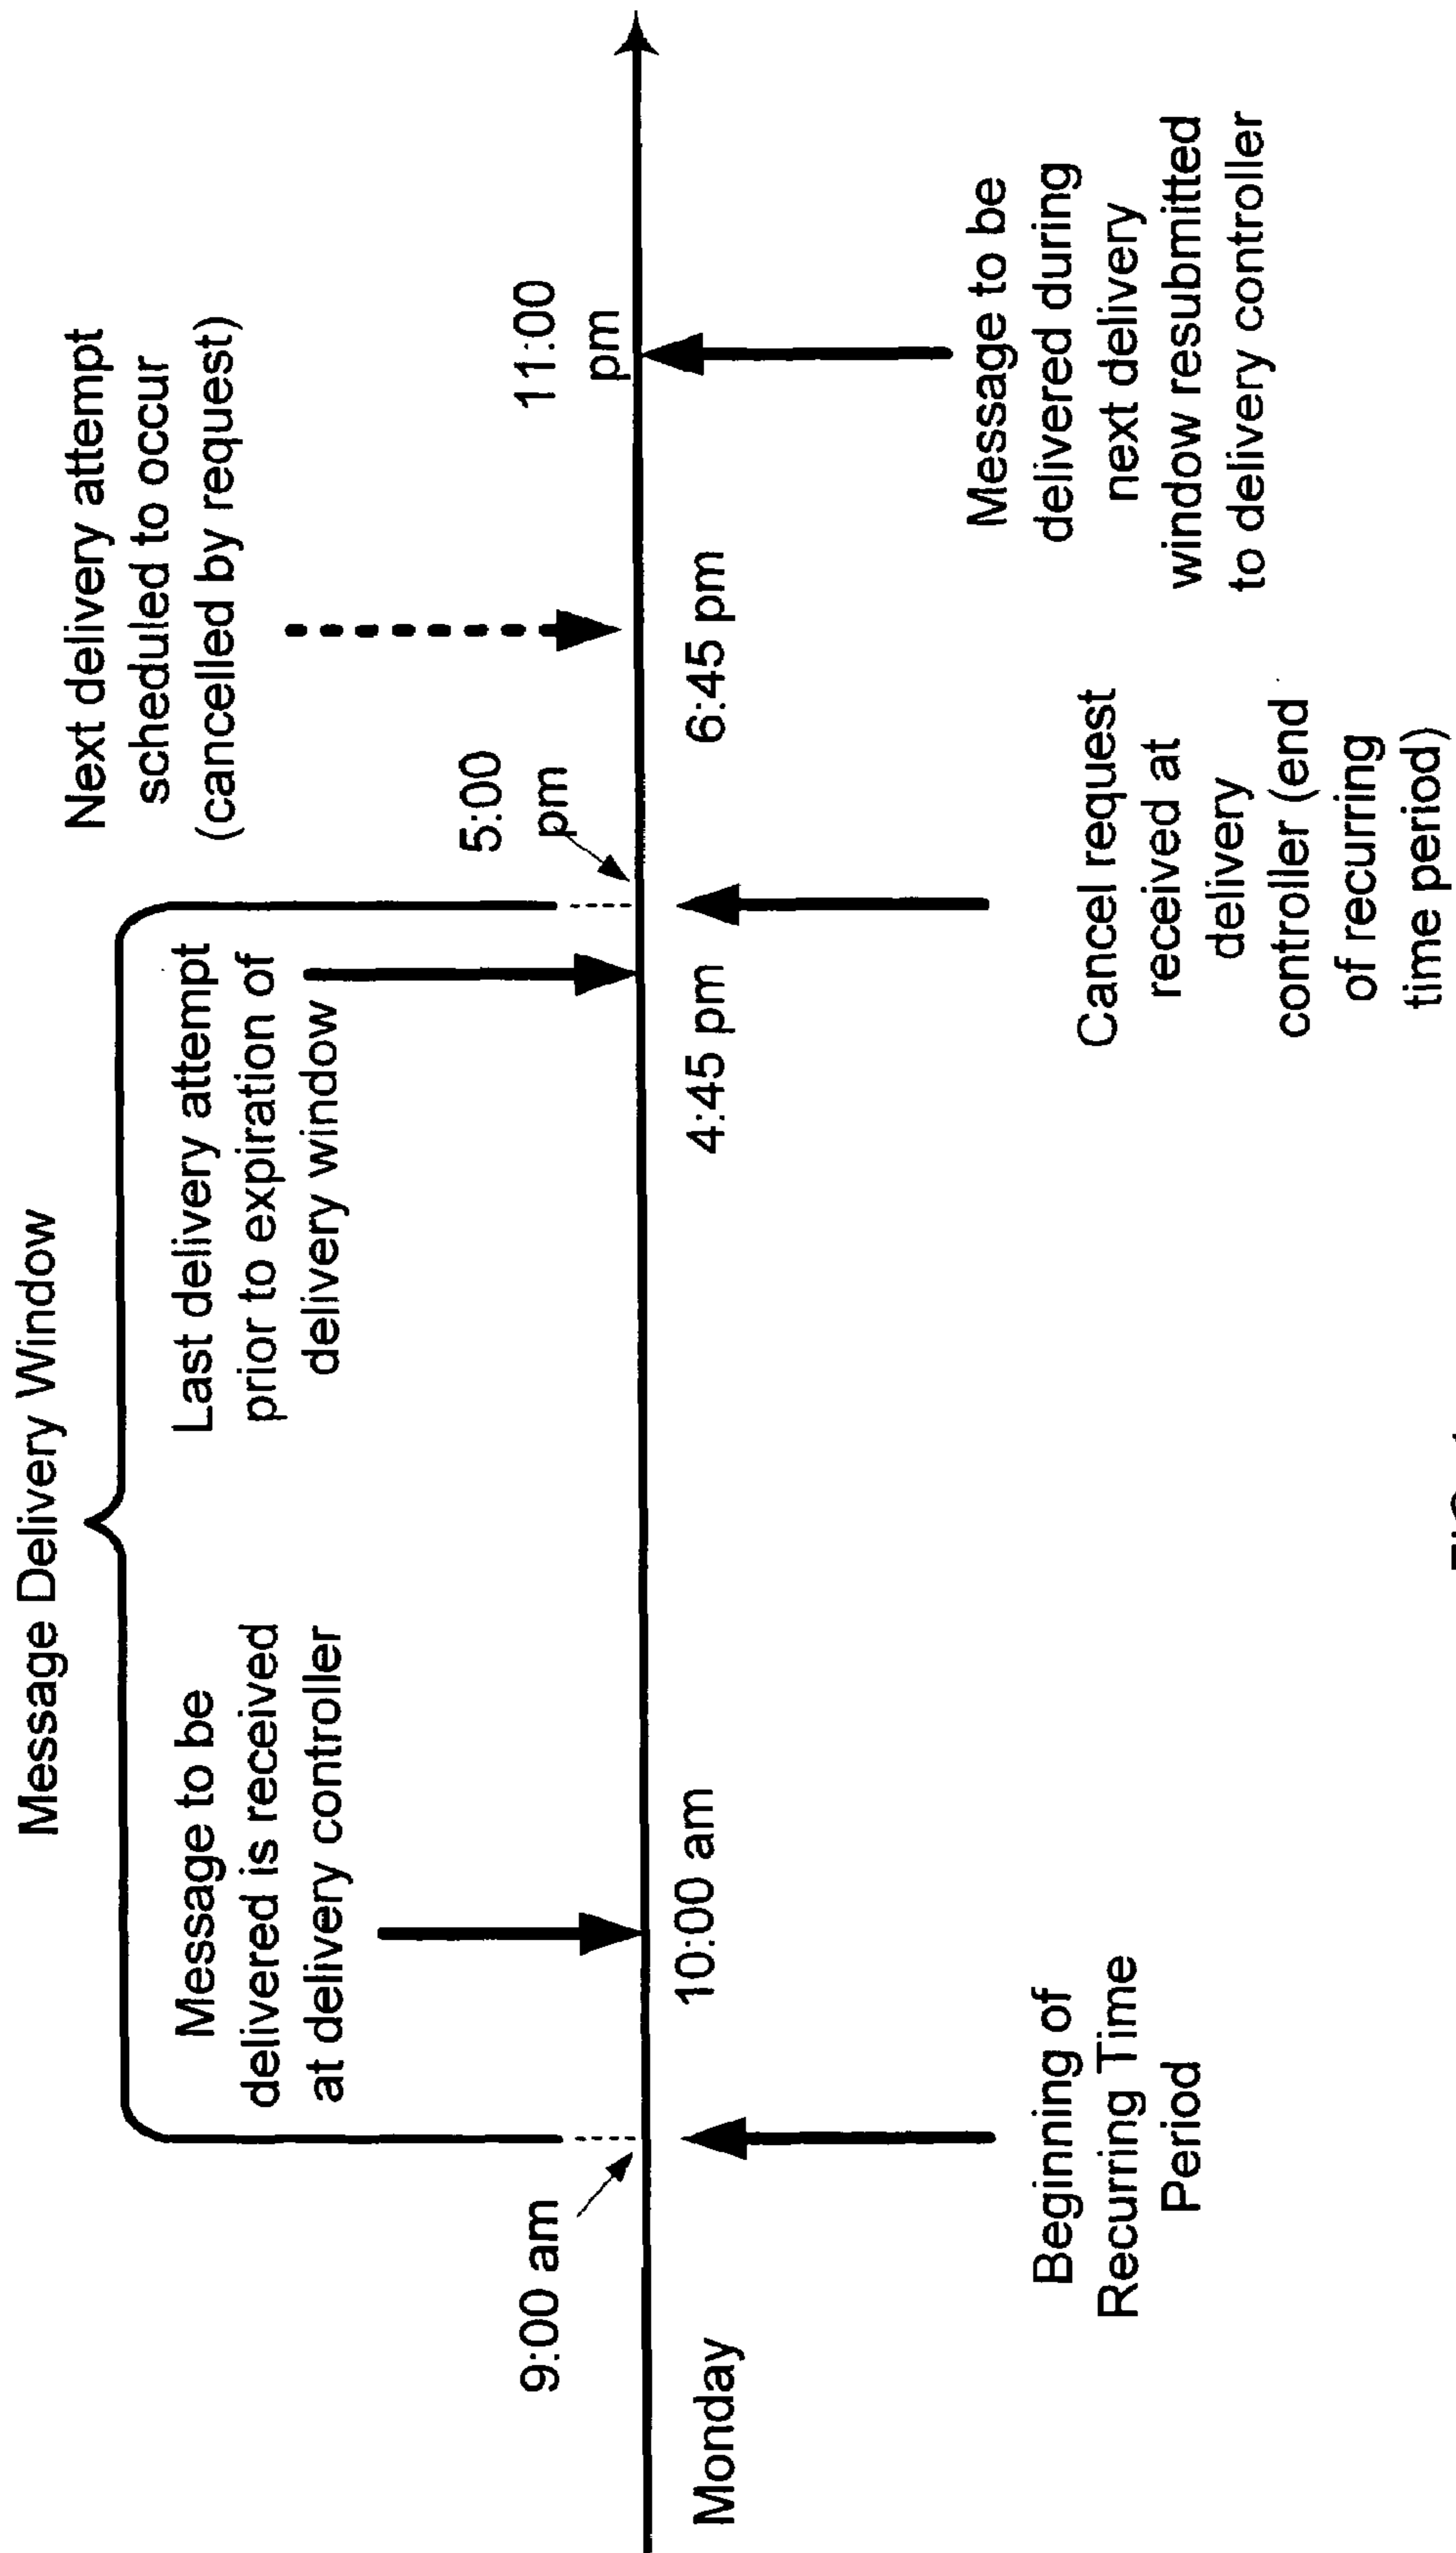 Message Delivery Window
Message to be
delivered is received
at delivery controller
Last delivery attempt
prior to expiration of
delivery window
Next delivery attempt
scheduled to occur
(cancelled by request)
9:00 am
5:00
pm
11:00
pm
Monday
10:00 am
4:45 pm
6:45 pm
Beginning of
Recurring Time
Period
Cancel request
received at
delivery
controller (end
of recurring
time period)
Message to be
delivered during
next delivery
window resubmitted
to delivery controller